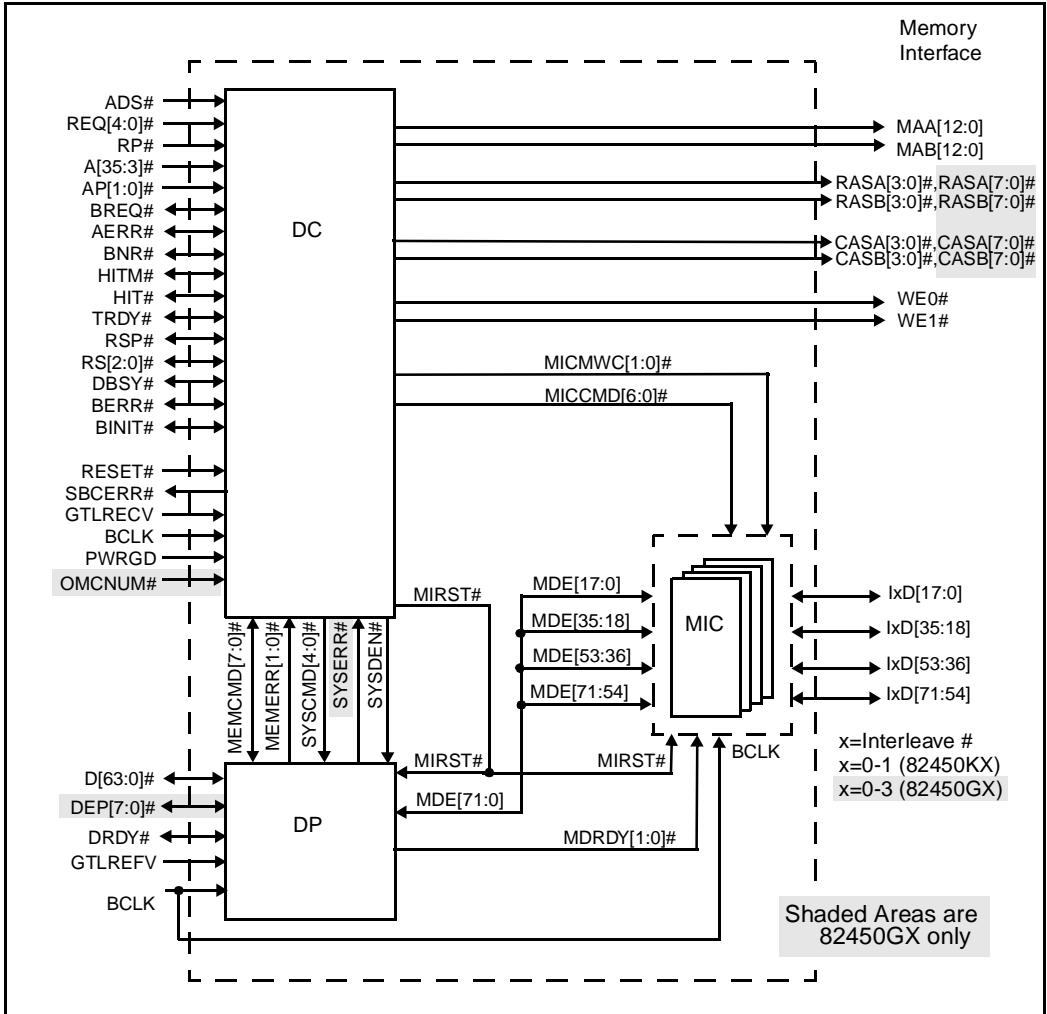 Memory
Interface
ADS#
REQ[4:0]#
RP#
A[35:3]#
AP[1:0]#
BREQ#
AERR#
BNR#
HITM#
HIT#
TRDY#
RSP#
RS[2:0]#
DBSY#
BERR#
BINIT#
RESET#
SBCERR#
GTLRECV
BCLK
PWRGD
OMCNUM#
DC
MAA[12:0]
MAB[12:0]
RASA[3:0]#,RASA[7:0]#
RASB[3:0]#,RASB[7:0]#
CASA[3:0]#,CASA[7:0]#
CASB[3:0]#,CASB[7:0]#
WE0#
WE1#
MICMWC[1:0]#
MICCMD[6:0]#
MIRST#
MDE[17:0]
MDE[35:18]
MDE[53:36]
MDE[71:54]
MIC
IxD[17:0]
IxD[35:18]
IxD[53:36]
IxD[71:54]
MEMCMD[7:0]#
MEMERR[1:0]#
SYSCMD[4:0]#
SYSERR#
SYSDEN#
MIRST#
MIRST#
BCLK
x=Interleave #
x=0-1 (82450KX)
x=0-3 (82450GX)
D[63:0]#
DEP[7:0]#
DRDY#
GTLREFV
BCLK
DP
MDE[71:0]
MDRDY[1:0]#
Shaded Areas are
82450GX only